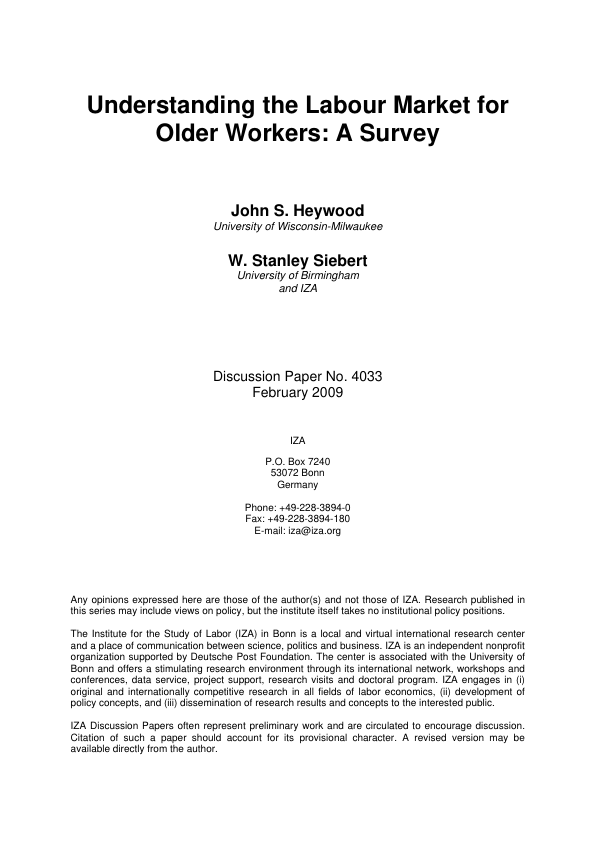 Understanding the Labour Market for
Older Workers: A Survey
John S. Heywood
University of Wisconsin-Milwaukee
W. Stanley Siebert
University of Birmingham
and IZA
Discussion Paper No. 4033
February 2009
IZA
P.O. Box 7240
53072 Bonn
Germany
Phone: +49-228-3894-0
Fax: +49-228-3894-180
E-mail: iza@iza.org
Any opinions expressed here are those of the author(s) and not those of IZA. Research published in
this series may include views on policy, but the institute itself takes no institutional policy positions.
The Institute for the Study of Labor (IZA) in Bonn is a local and virtual international research center
and a place of communication between science, politics and business. IZA is an independent nonprofit
organization supported by Deutsche Post Foundation. The center is associated with the University of
Bonn and offers a stimulating research environment through its international network, workshops and
conferences, data service, project support, research visits and doctoral program. IZA engages in (i)
original and internationally competitive research in all fields of labor economics, (ii) development of
policy concepts, and (iii) dissemination of research results and concepts to the interested public.
IZA Discussion Papers often represent preliminary work and are circulated to encourage discussion.
Citation of such a paper should account for its provisional character. A revised version may be
available directly from the author.